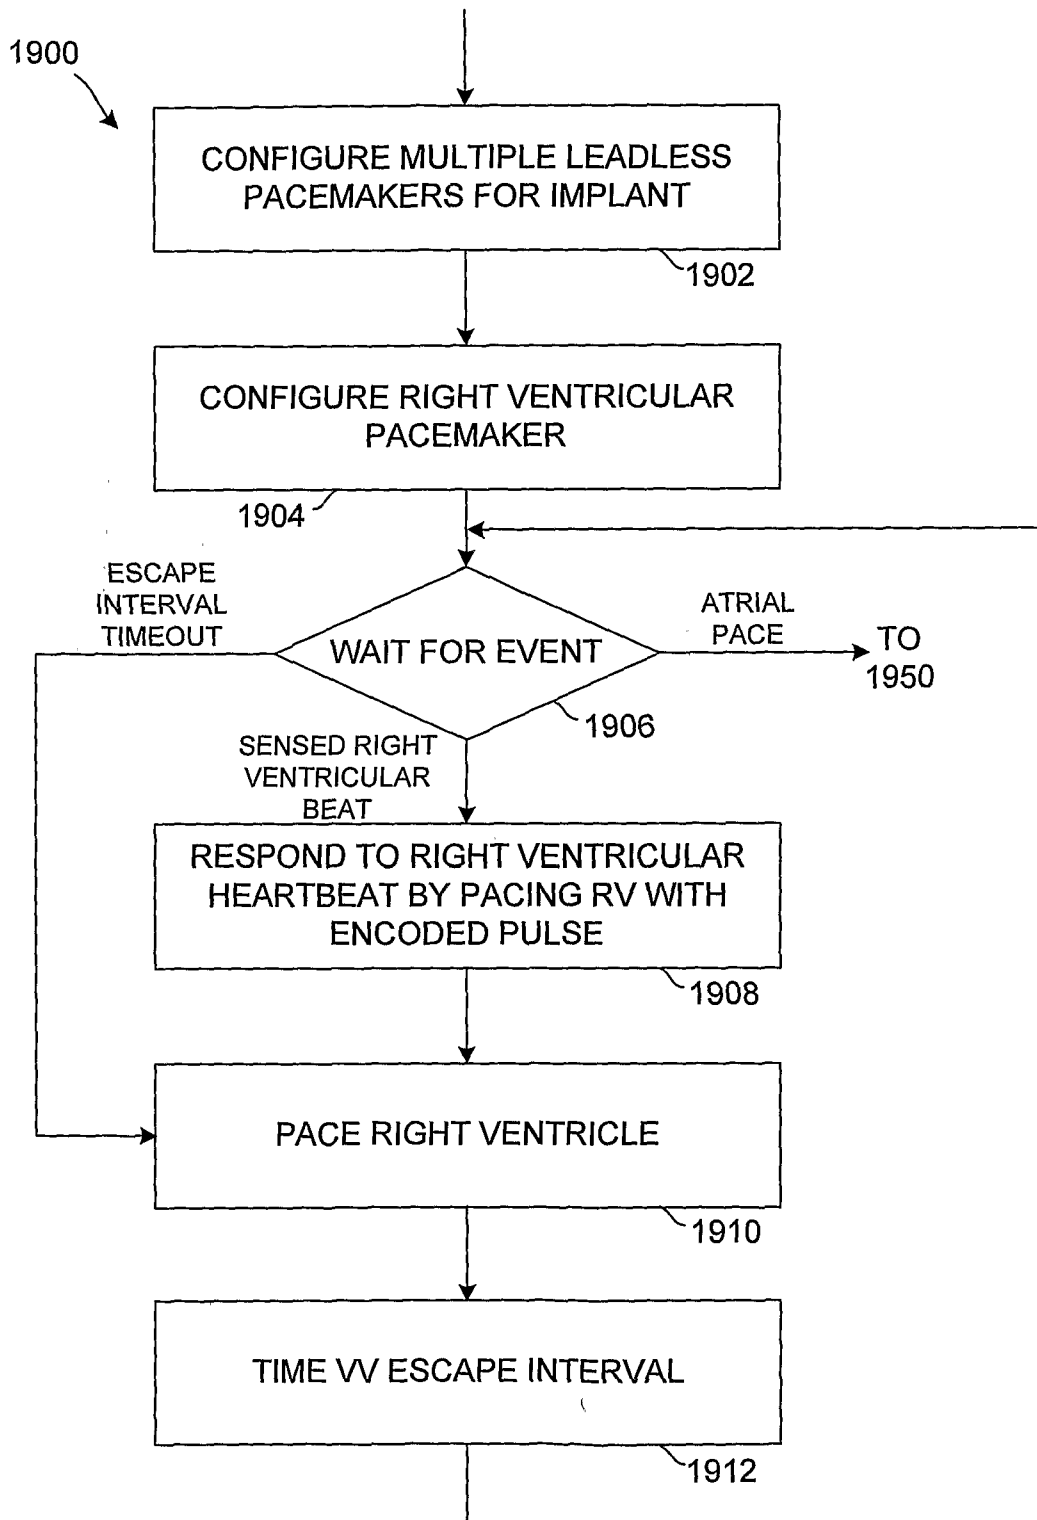 1900
CONFIGURE MULTIPLE LEADLESS
PACEMAKERS FOR IMPLANT
1902
CONFIGURE RIGHT VENTRICULAR
PACEMAKER
1904
ESCAPE
INTERVAL
TIMEOUT
WAIT FOR EVENT
ATRIAL
PACE
TO
1950
1906
SENSED RIGHT
VENTRICULAR
BEAT
RESPOND TO RIGHT VENTRICULAR
HEARTBEAT BY PACING RV WITH
ENCODED PULSE
1908
PACE RIGHT VENTRICLE
1910
TIME VV ESCAPE INTERVAL
1912